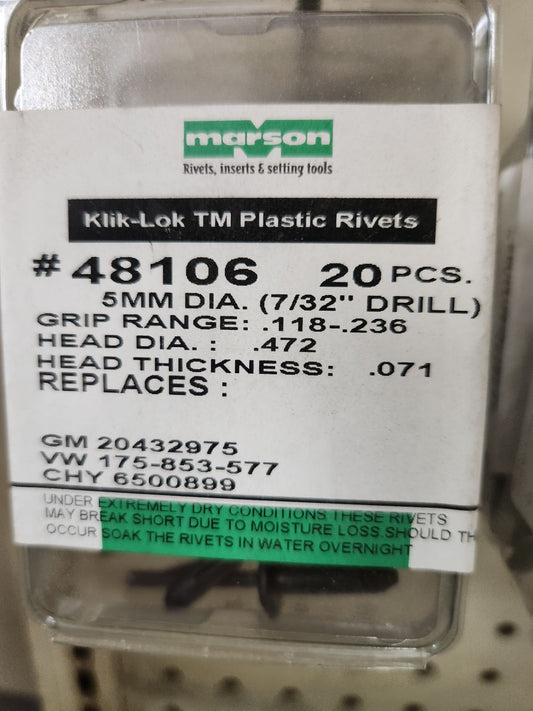 marson
Rivets, inserts & setting tools
Klik-Lok TM Plastic Rivets
# 48106 20 PCS.
5MM DIA. (7/32" DRILL)
GRIP RANGE: .118-.236
HEAD DIA. : .472
HEAD THICKNESS: .071
REPLACES :
GM 20432975
VW 175-853-577
CHY 6500899
UNDER EXTREMELY DRY CONDITIONS THESE RIVETS
MAY BREAK SHORT DUE TO MOISTURE LOSS.SHOULD TH
OCCUR SOAK THE RIVETS IN WATER OVERNIGHT